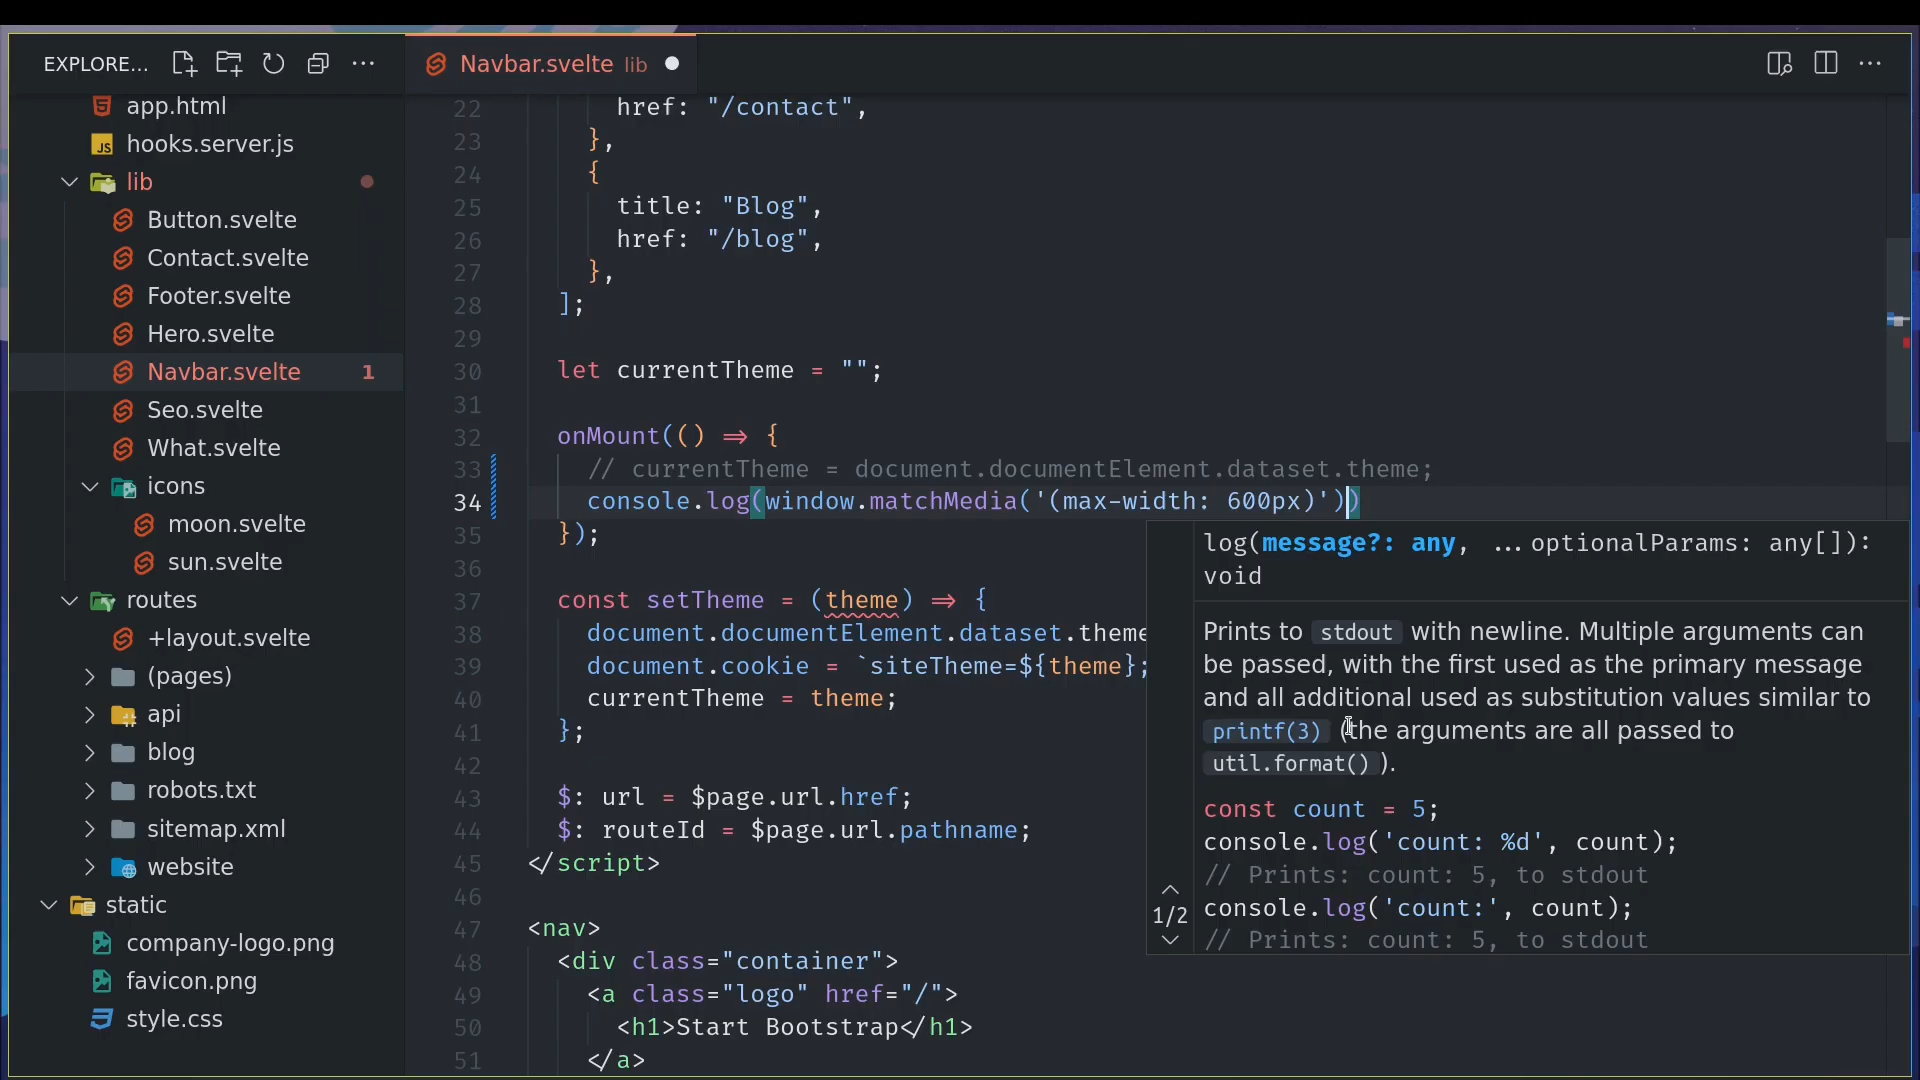 EXPLORE...
app.html
hooks.server.js
lib
Button.svelte
Contact.svelte
Footer.svelte
Hero.svelte
Navbar.svelte 1
Seo.svelte
What.svelte
icons
moon.svelte
sun.svelte
routes
+layout.svelte
(pages)
api
blog
robots.txt
sitemap.xml
website
static
company-logo.png
favicon.png
style.css
Navbar.svelte lib
22 href: "/contact",
23 },
24 {
25 title: "Blog",
26 href: "/blog",
27 },
28 ];
29
30 let currentTheme = "";
31
32 onMount(() => {
33 // currentTheme = document.documentElement.dataset.theme;
34 console.log(window.matchMedia('(max-width: 600px)'))
35 });
36
37 const setTheme = (theme) => {
38 document.documentElement.dataset.theme
39 document.cookie = `siteTheme=${theme};
40 currentTheme = theme;
41 };
42
43 $: url = $page.url.href;
44 $: routeId = $page.url.pathname;
45 </script>
46
47 <nav>
48 <div class="container">
49 <a class="logo" href="/">
50 <h1>Start Bootstrap</h1>
51 </a>
log(message?: any, ...optionalParams: any[]):
void
Prints to stdout with newline. Multiple arguments can
be passed, with the first used as the primary message
and all additional used as substitution values similar to
printf(3) (the arguments are all passed to
util.format() ).
const count = 5;
console.log('count: %d', count);
// Prints: count: 5, to stdout
console.log('count:', count);
// Prints: count: 5, to stdout
1/2